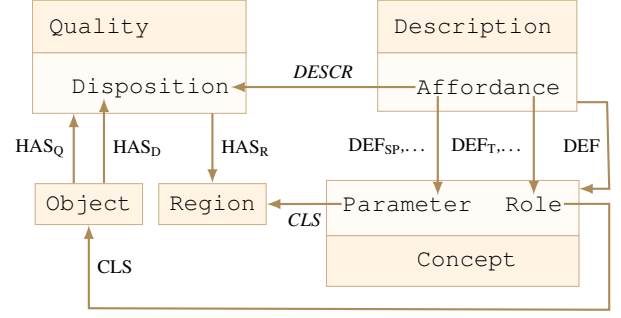 Quality
Description
DESCR
Disposition
Affordance
HAS_Q
HAS_D
HAS_R
DEF_SP,...
DEF_T,...
DEF
Object
Region
CLS
Parameter
Role
CLS
Concept